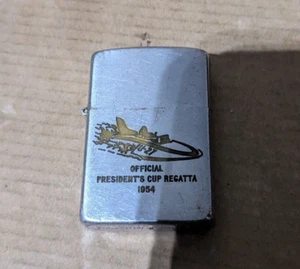 OFFICIAL
PRESIDENT'S CUP REGATTA
1954